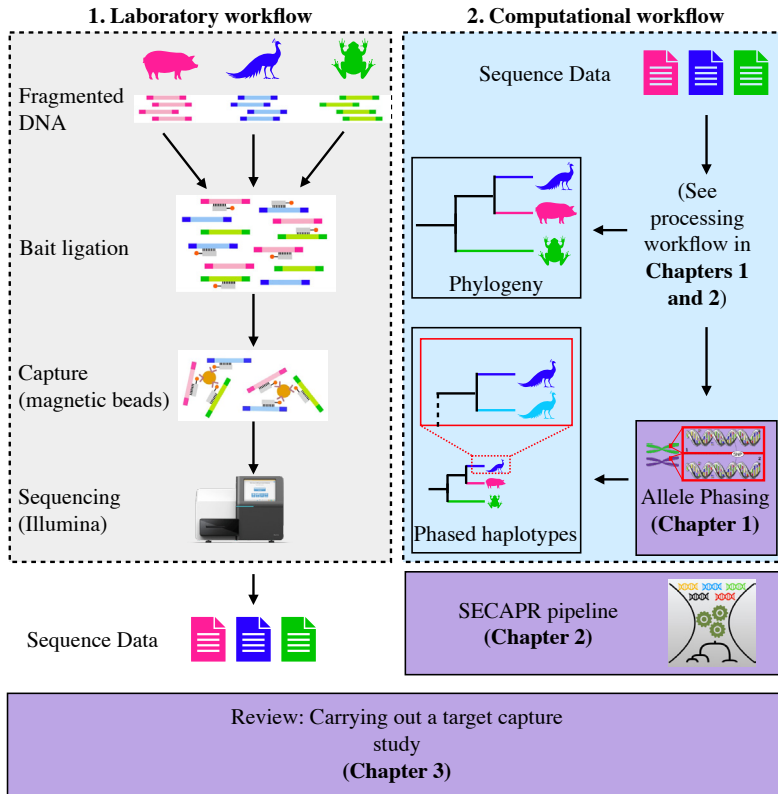 1. Laboratory workflow
Fragmented
DNA
Bait ligation
Capture
(magnetic beads)
Sequencing
(Illumina)
Sequence Data
2. Computational workflow
Sequence Data
(See
processing
workflow in
Chapters 1
and 2)
Phylogeny
Phased haplotypes
Allele Phasing
(Chapter 1)
SECAPR pipeline
(Chapter 2)
Review: Carrying out a target capture
study
(Chapter 3)